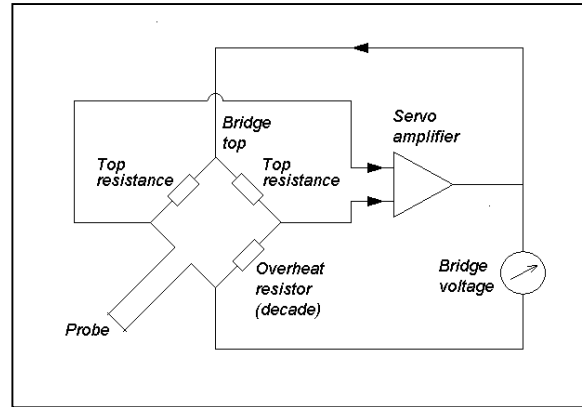 Servo
amplifier
Bridge
top
Top
resistance
Top
resistance
Overheat
resistor
(decade)
Bridge
voltage
Probe